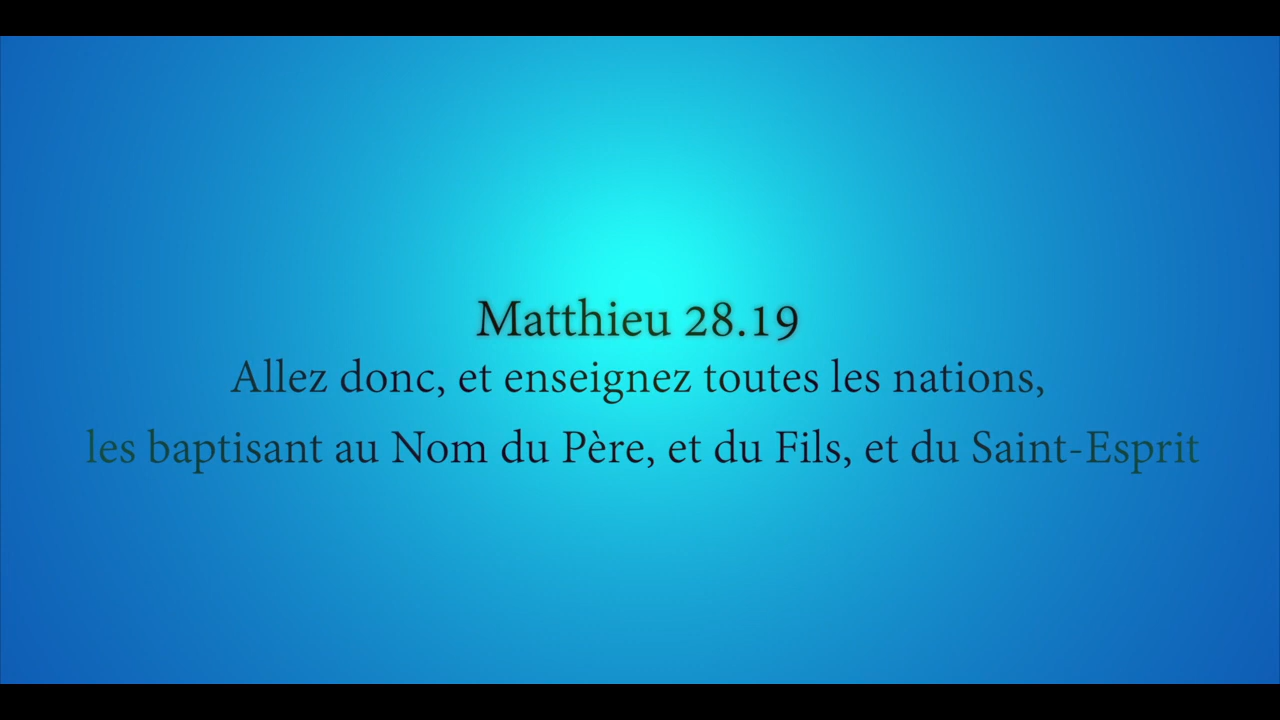 Matthieu 28.19
Allez donc, et enseignez toutes les nations,
les baptisant au Nom du Père, et du Fils, et du Saint-Esprit